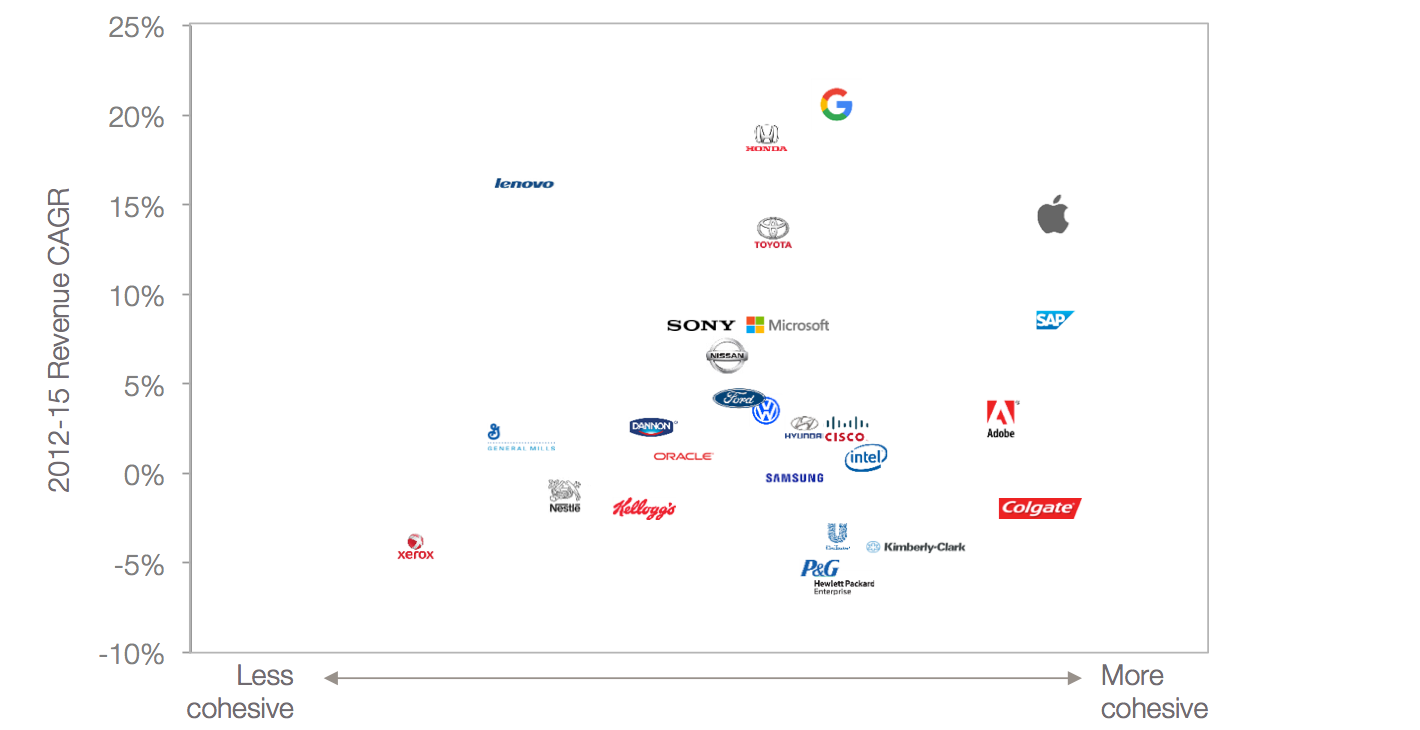 25%
20%
15%
10%
5%
0%
-5%
-10%
2012-15 Revenue CAGR
G
HONDA
lenovo
TOYOTA
SONY
Microsoft
SAP
NISSAN
Ford
VW
DANNON
HYUNDAI
CISCO
Adobe
G
GENERAL MILLS
ORACLE
intel
SAMSUNG
Nestlé
Kellogg's
Colgate
xerox
Unilever
Kimberly-Clark
P&G
Hewlett Packard
Enterprise
Less
cohesive
More
cohesive